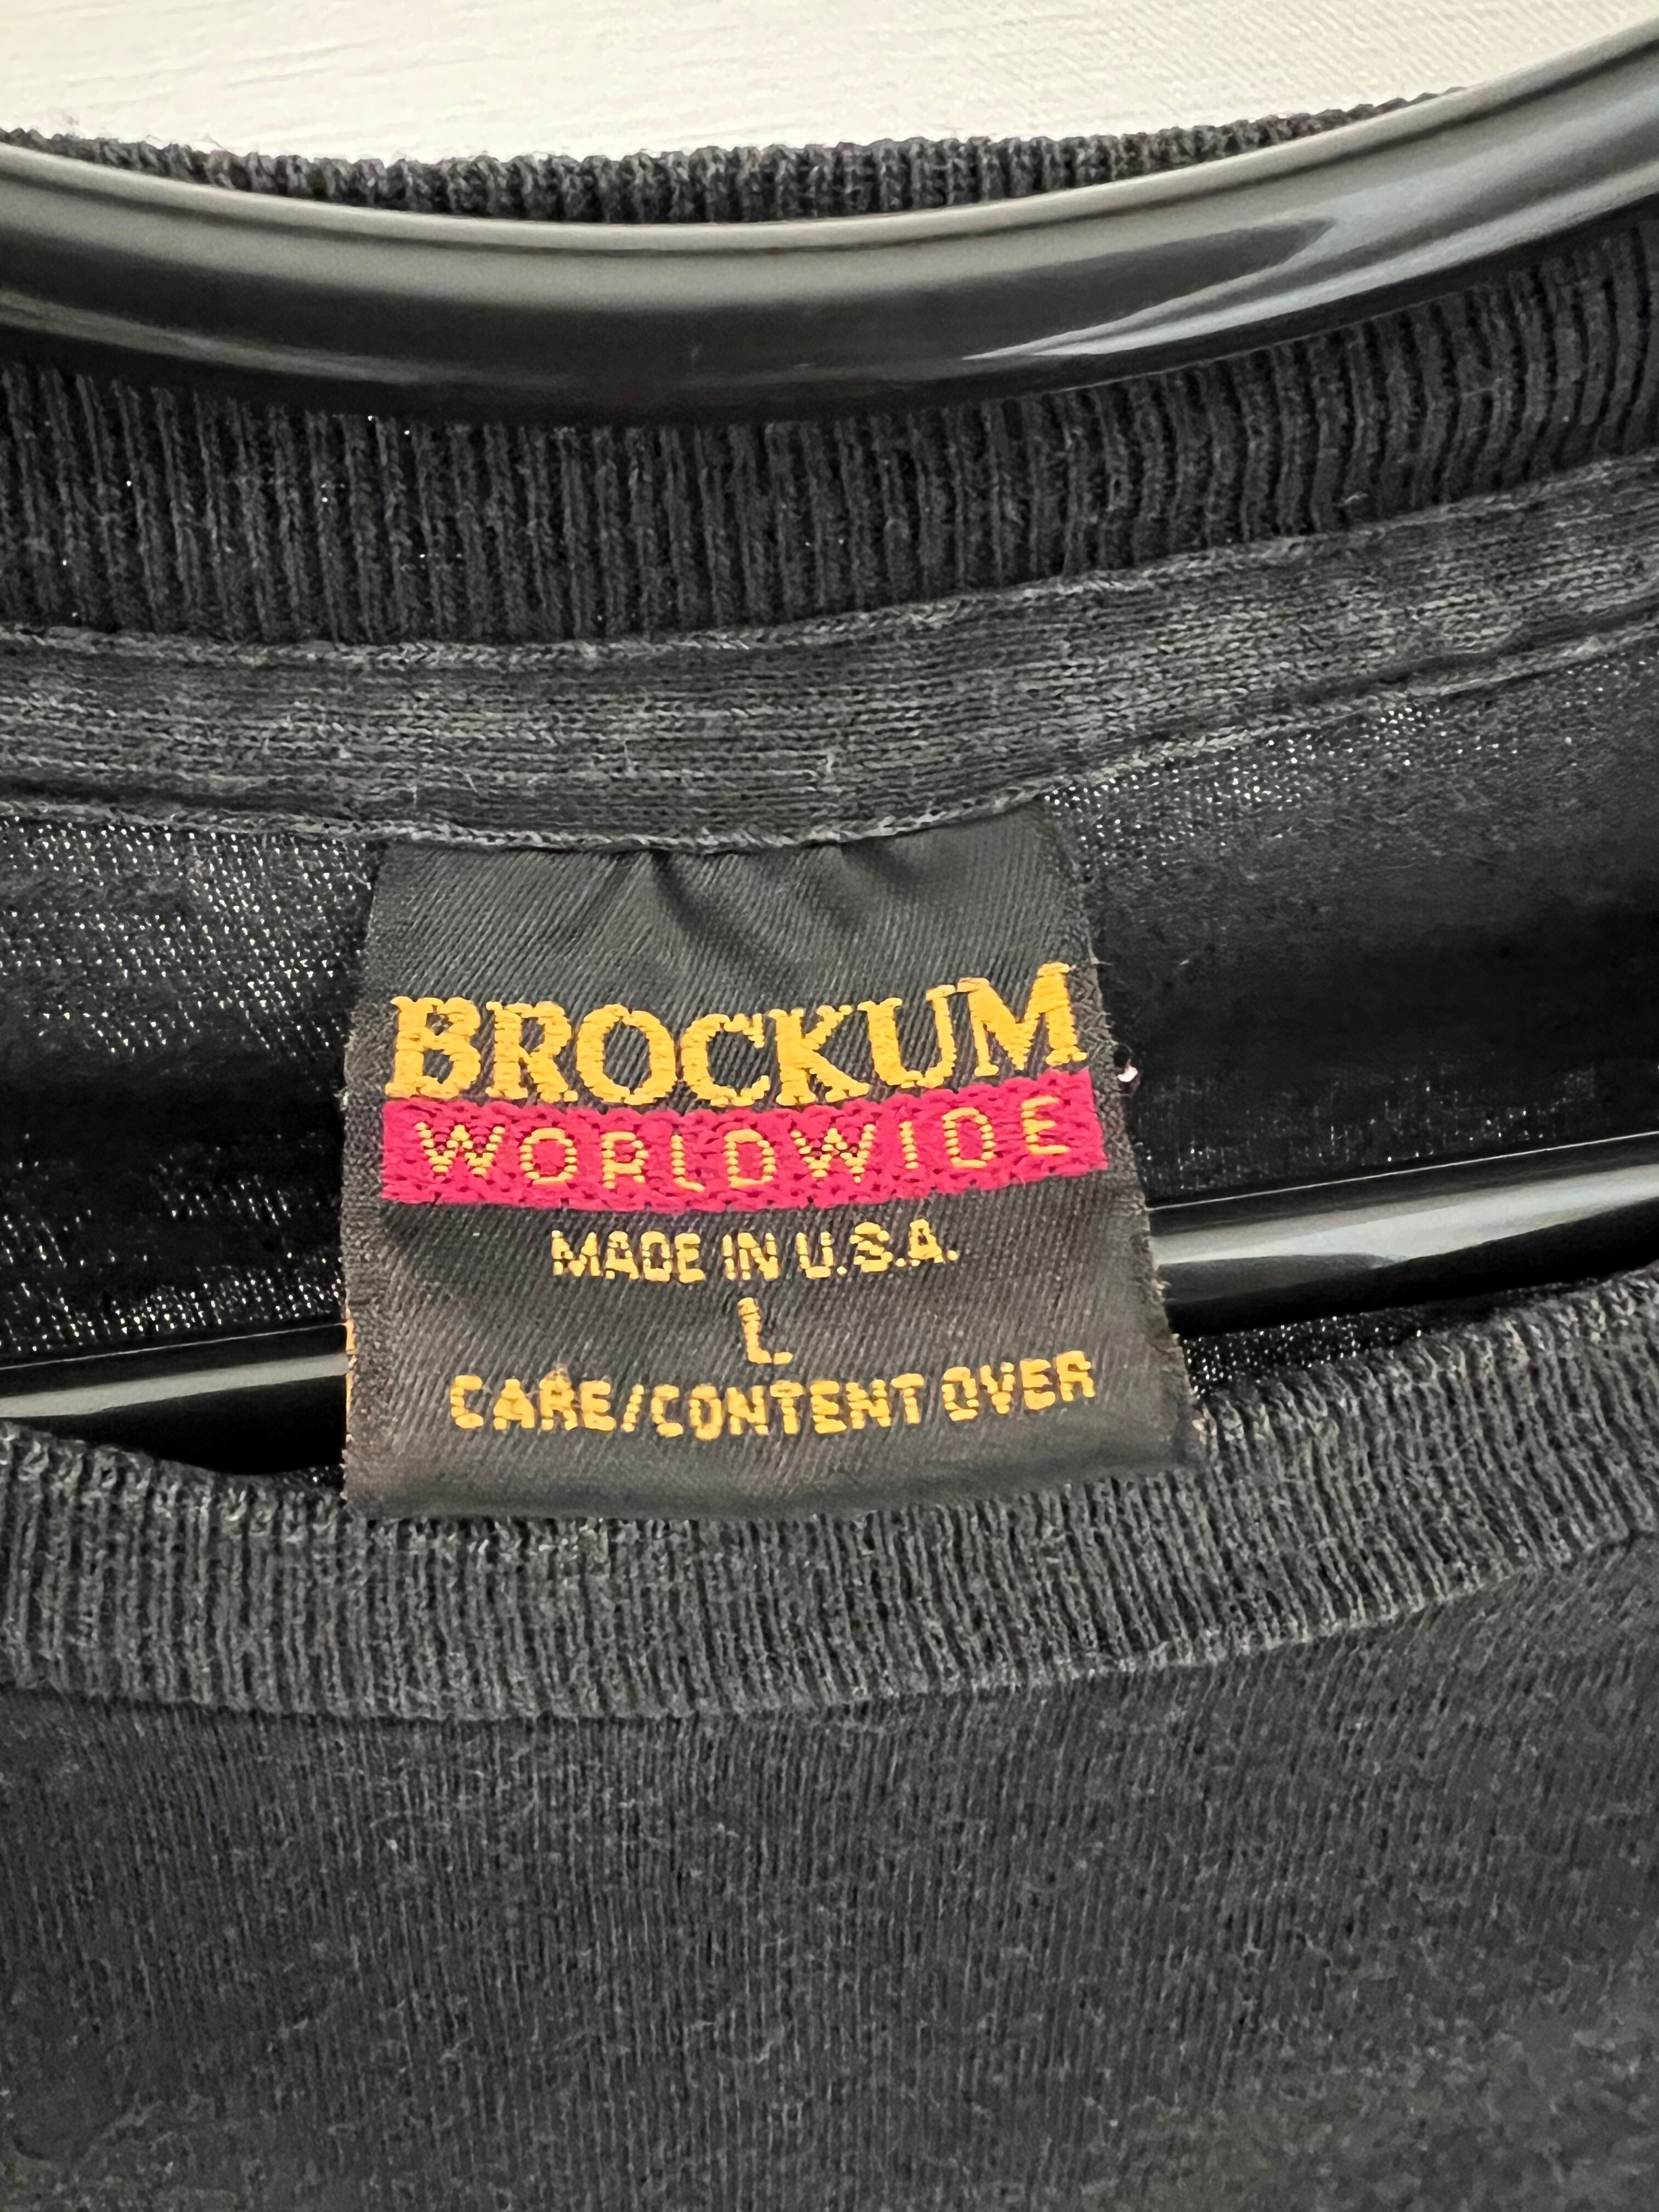 BROCKUM
WORLDWIDE
MADE IN U.S.A.
L
CARE/CONTENT OVER